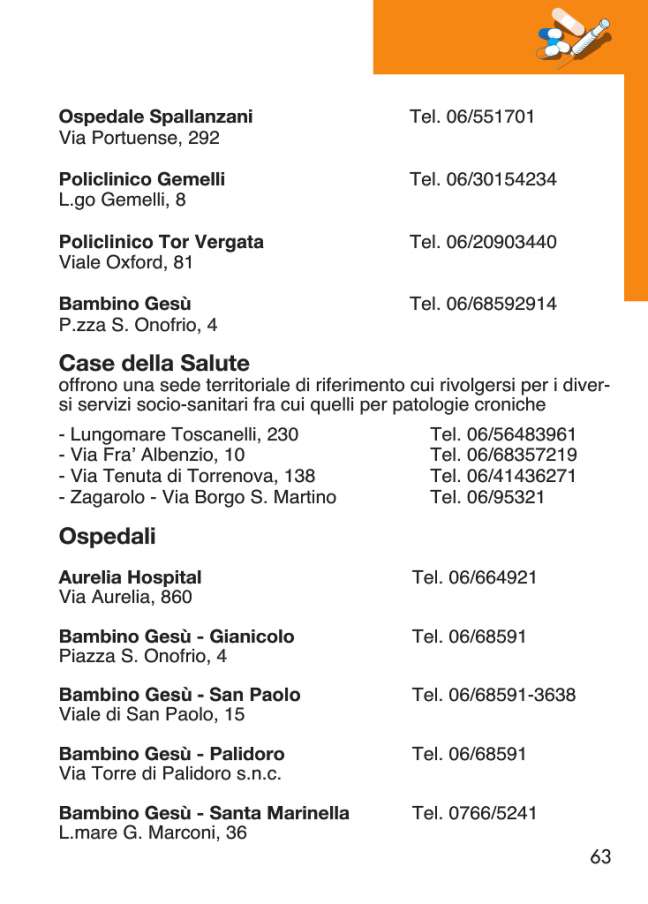 Ospedale Spallanzani Tel. 06/551701
Via Portuense, 292
Policlinico Gemelli Tel. 06/30154234
L.go Gemelli, 8
Policlinico Tor Vergata Tel. 06/20903440
Viale Oxford, 81
Bambino Gesù Tel. 06/68592914
P.zza S. Onofrio, 4
Case della Salute
offrono una sede territoriale di riferimento cui rivolgersi per i diver-
si servizi socio-sanitari fra cui quelli per patologie croniche
- Lungomare Toscanelli, 230 Tel. 06/56483961
- Via Fra’ Albenzio, 10 Tel. 06/68357219
- Via Tenuta di Torrenova, 138 Tel. 06/41436271
- Zagarolo - Via Borgo S. Martino Tel. 06/95321
Ospedali
Aurelia Hospital Tel. 06/664921
Via Aurelia, 860
Bambino Gesù - Gianicolo Tel. 06/68591
Piazza S. Onofrio, 4
Bambino Gesù - San Paolo Tel. 06/68591-3638
Viale di San Paolo, 15
Bambino Gesù - Palidoro Tel. 06/68591
Via Torre di Palidoro s.n.c.
Bambino Gesù - Santa Marinella Tel. 0766/5241
L.mare G. Marconi, 36
63